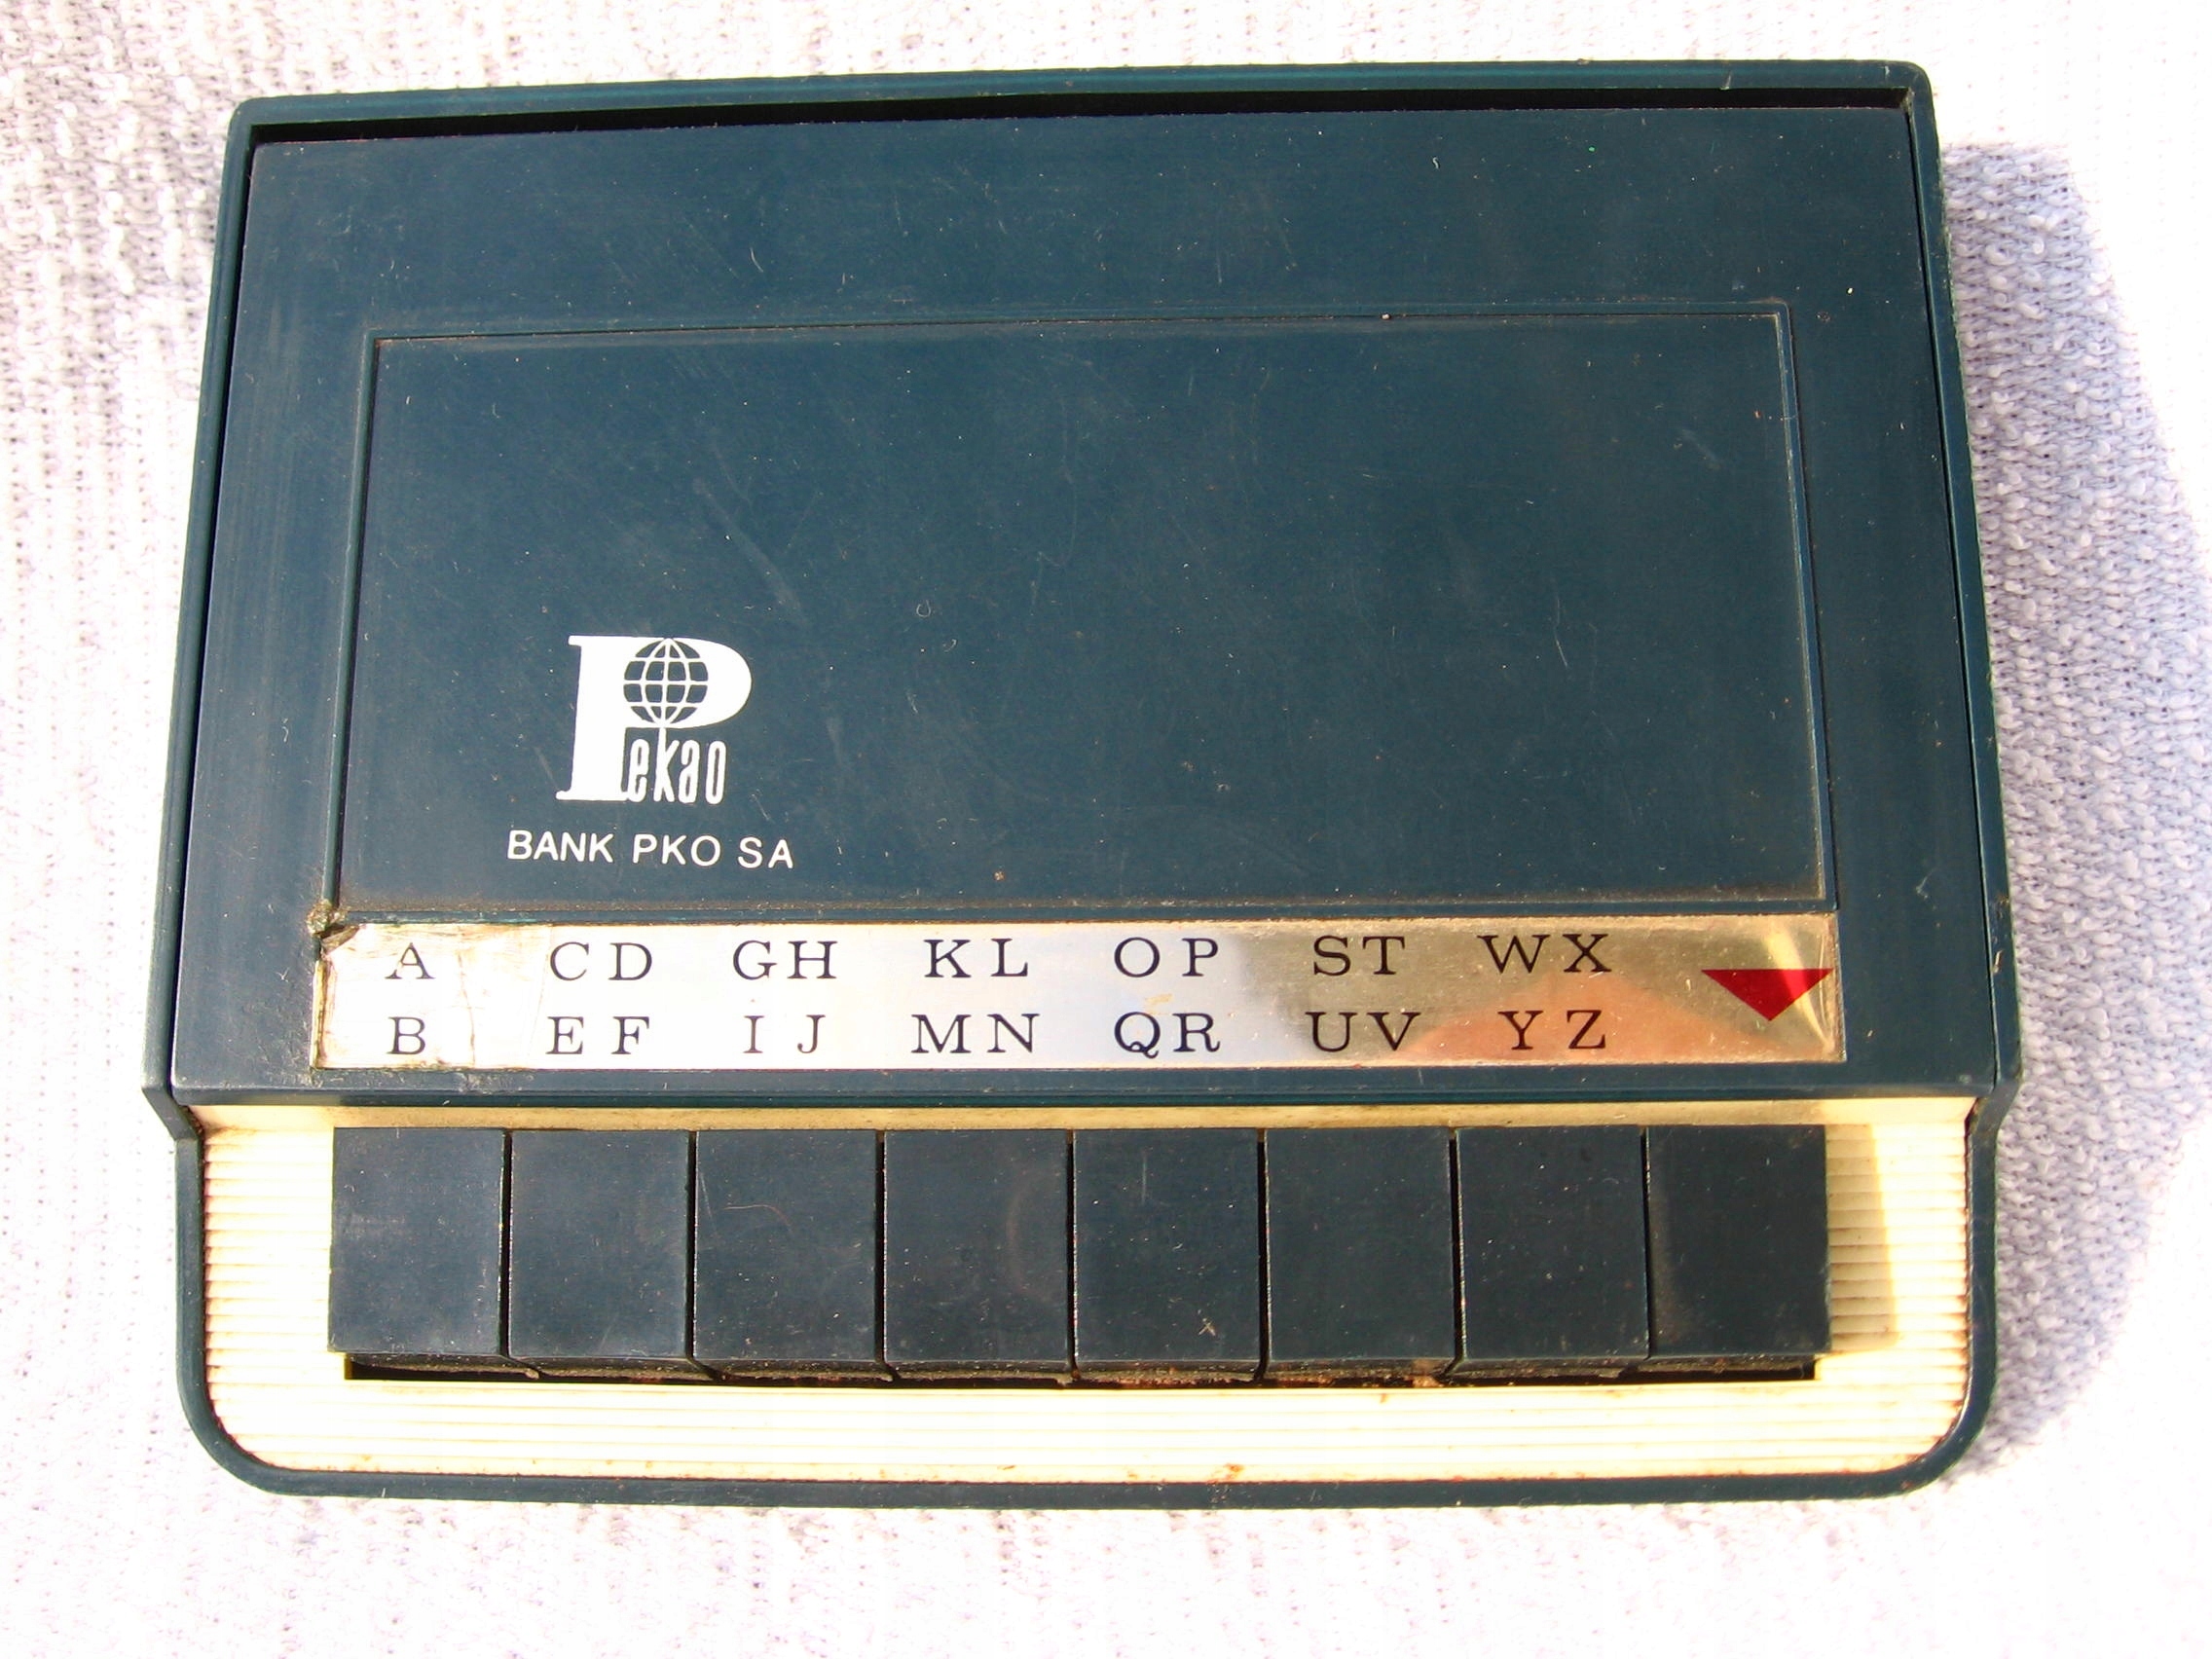 Pekao
BANK PKO SA
A CD GH KL OP ST WX
B EF IJ MN QR UV YZ